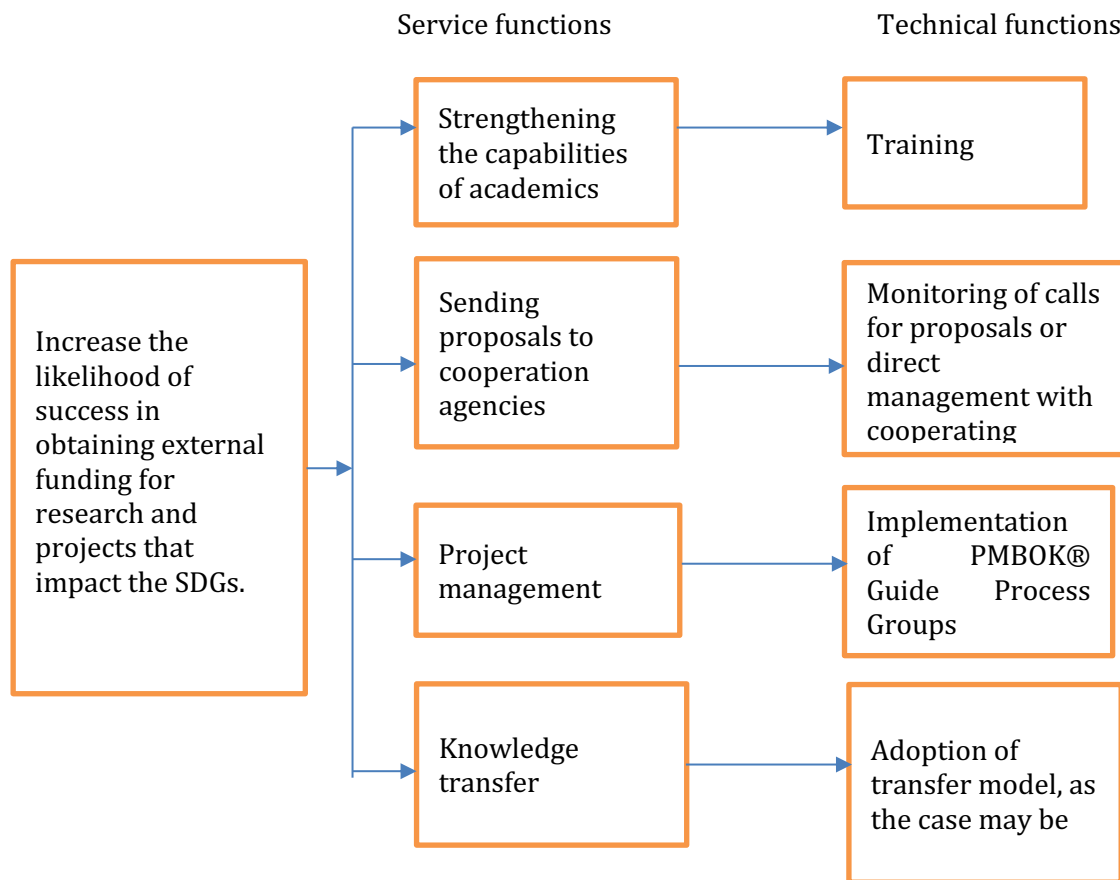 Service functions
Technical functions
Strengthening
the capabilities
of academics
Training
Increase the
likelihood of
success in
obtaining external
funding for
research and
projects that
impact the SDGs.
Sending
proposals to
cooperation
agencies
Monitoring of calls
for proposals or
direct
management with
cooperating
Project
management
Implementation
of PMBOK®
Guide Process
Groups
Knowledge
transfer
Adoption of
transfer model, as
the case may be